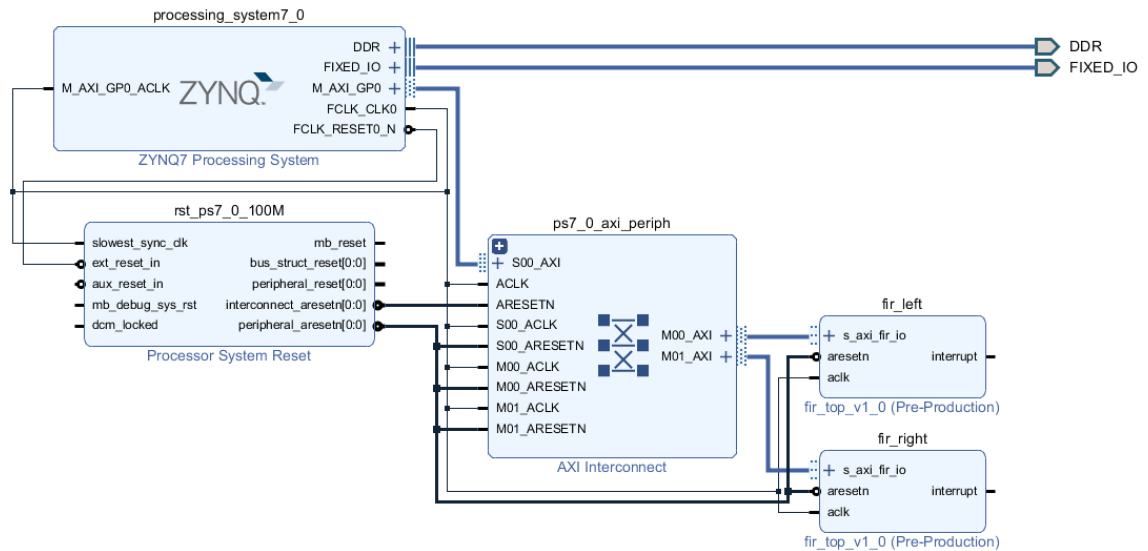 processing_system7_0
DDR
FIXED_IO
M_AXI_GP0_ACLK
ZYNQ
M_AXI_GP0
FCLK_CLK0
FCLK_RESET0_N
ZYNQ7 Processing System
DDR
FIXED_IO
rst_ps7_0_100M
slowest_sync_clk
mb_reset
ext_reset_in
bus_struct_reset[0:0]
aux_reset_in
peripheral_reset[0:0]
mb_debug_sys_rst
interconnect_aresetn[0:0]
dcm_locked
peripheral_aresetn[0:0]
Processor System Reset
ps7_0_axi_periph
S00_AXI
ACLK
ARESETN
S00_ACLK
S00_ARESETN
M00_ACLK
M00_ARESETN
M01_ACLK
M01_ARESETN
M00_AXI
M01_AXI
AXI Interconnect
fir_left
s_axi_fir_io
aresetn
interrupt
aclk
fir_top_v1_0 (Pre-Production)
fir_right
s_axi_fir_io
aresetn
interrupt
aclk
fir_top_v1_0 (Pre-Production)